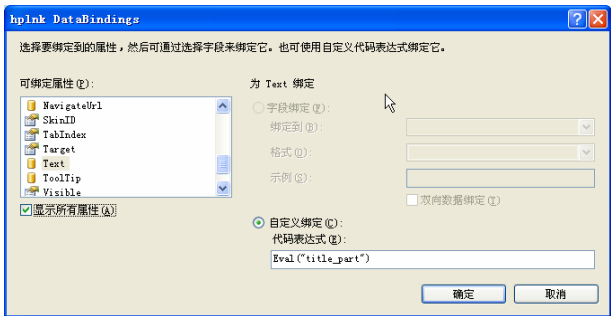 hplnk DataBindings
选择要绑定到的属性，然后可通过选择字段来绑定它。也可使用自定义代码表达式绑定它。
可绑定属性(P):
NavigateUrl
SkinID
TabIndex
Target
Text
ToolTip
Visible
显示所有属性(A)
为 Text 绑定
字段绑定(F):
绑定到(B):
格式(O):
示例(S):
双向数据绑定(T)
自定义绑定(C):
代码表达式(E):
Eval("title_part")
确定
取消